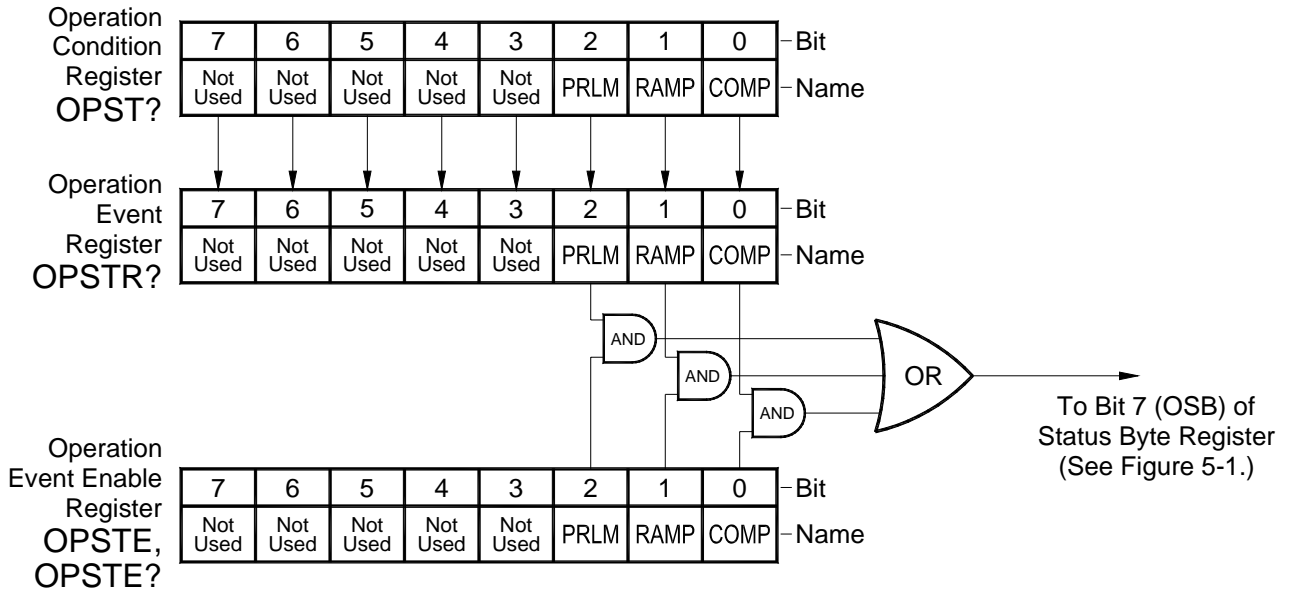 Operation
Condition
Register
OPST?
7 6 5 4 3 2 1 0 Bit
Not Used Not Used Not Used Not Used Not Used PRLM RAMP COMP Name
Operation
Event
Register
OPSTR?
7 6 5 4 3 2 1 0 Bit
Not Used Not Used Not Used Not Used Not Used PRLM RAMP COMP Name
AND
AND
AND
OR
To Bit 7 (OSB) of
Status Byte Register
(See Figure 5-1.)
Operation
Event Enable
Register
OPSTE,
OPSTE?
7 6 5 4 3 2 1 0 Bit
Not Used Not Used Not Used Not Used Not Used PRLM RAMP COMP Name